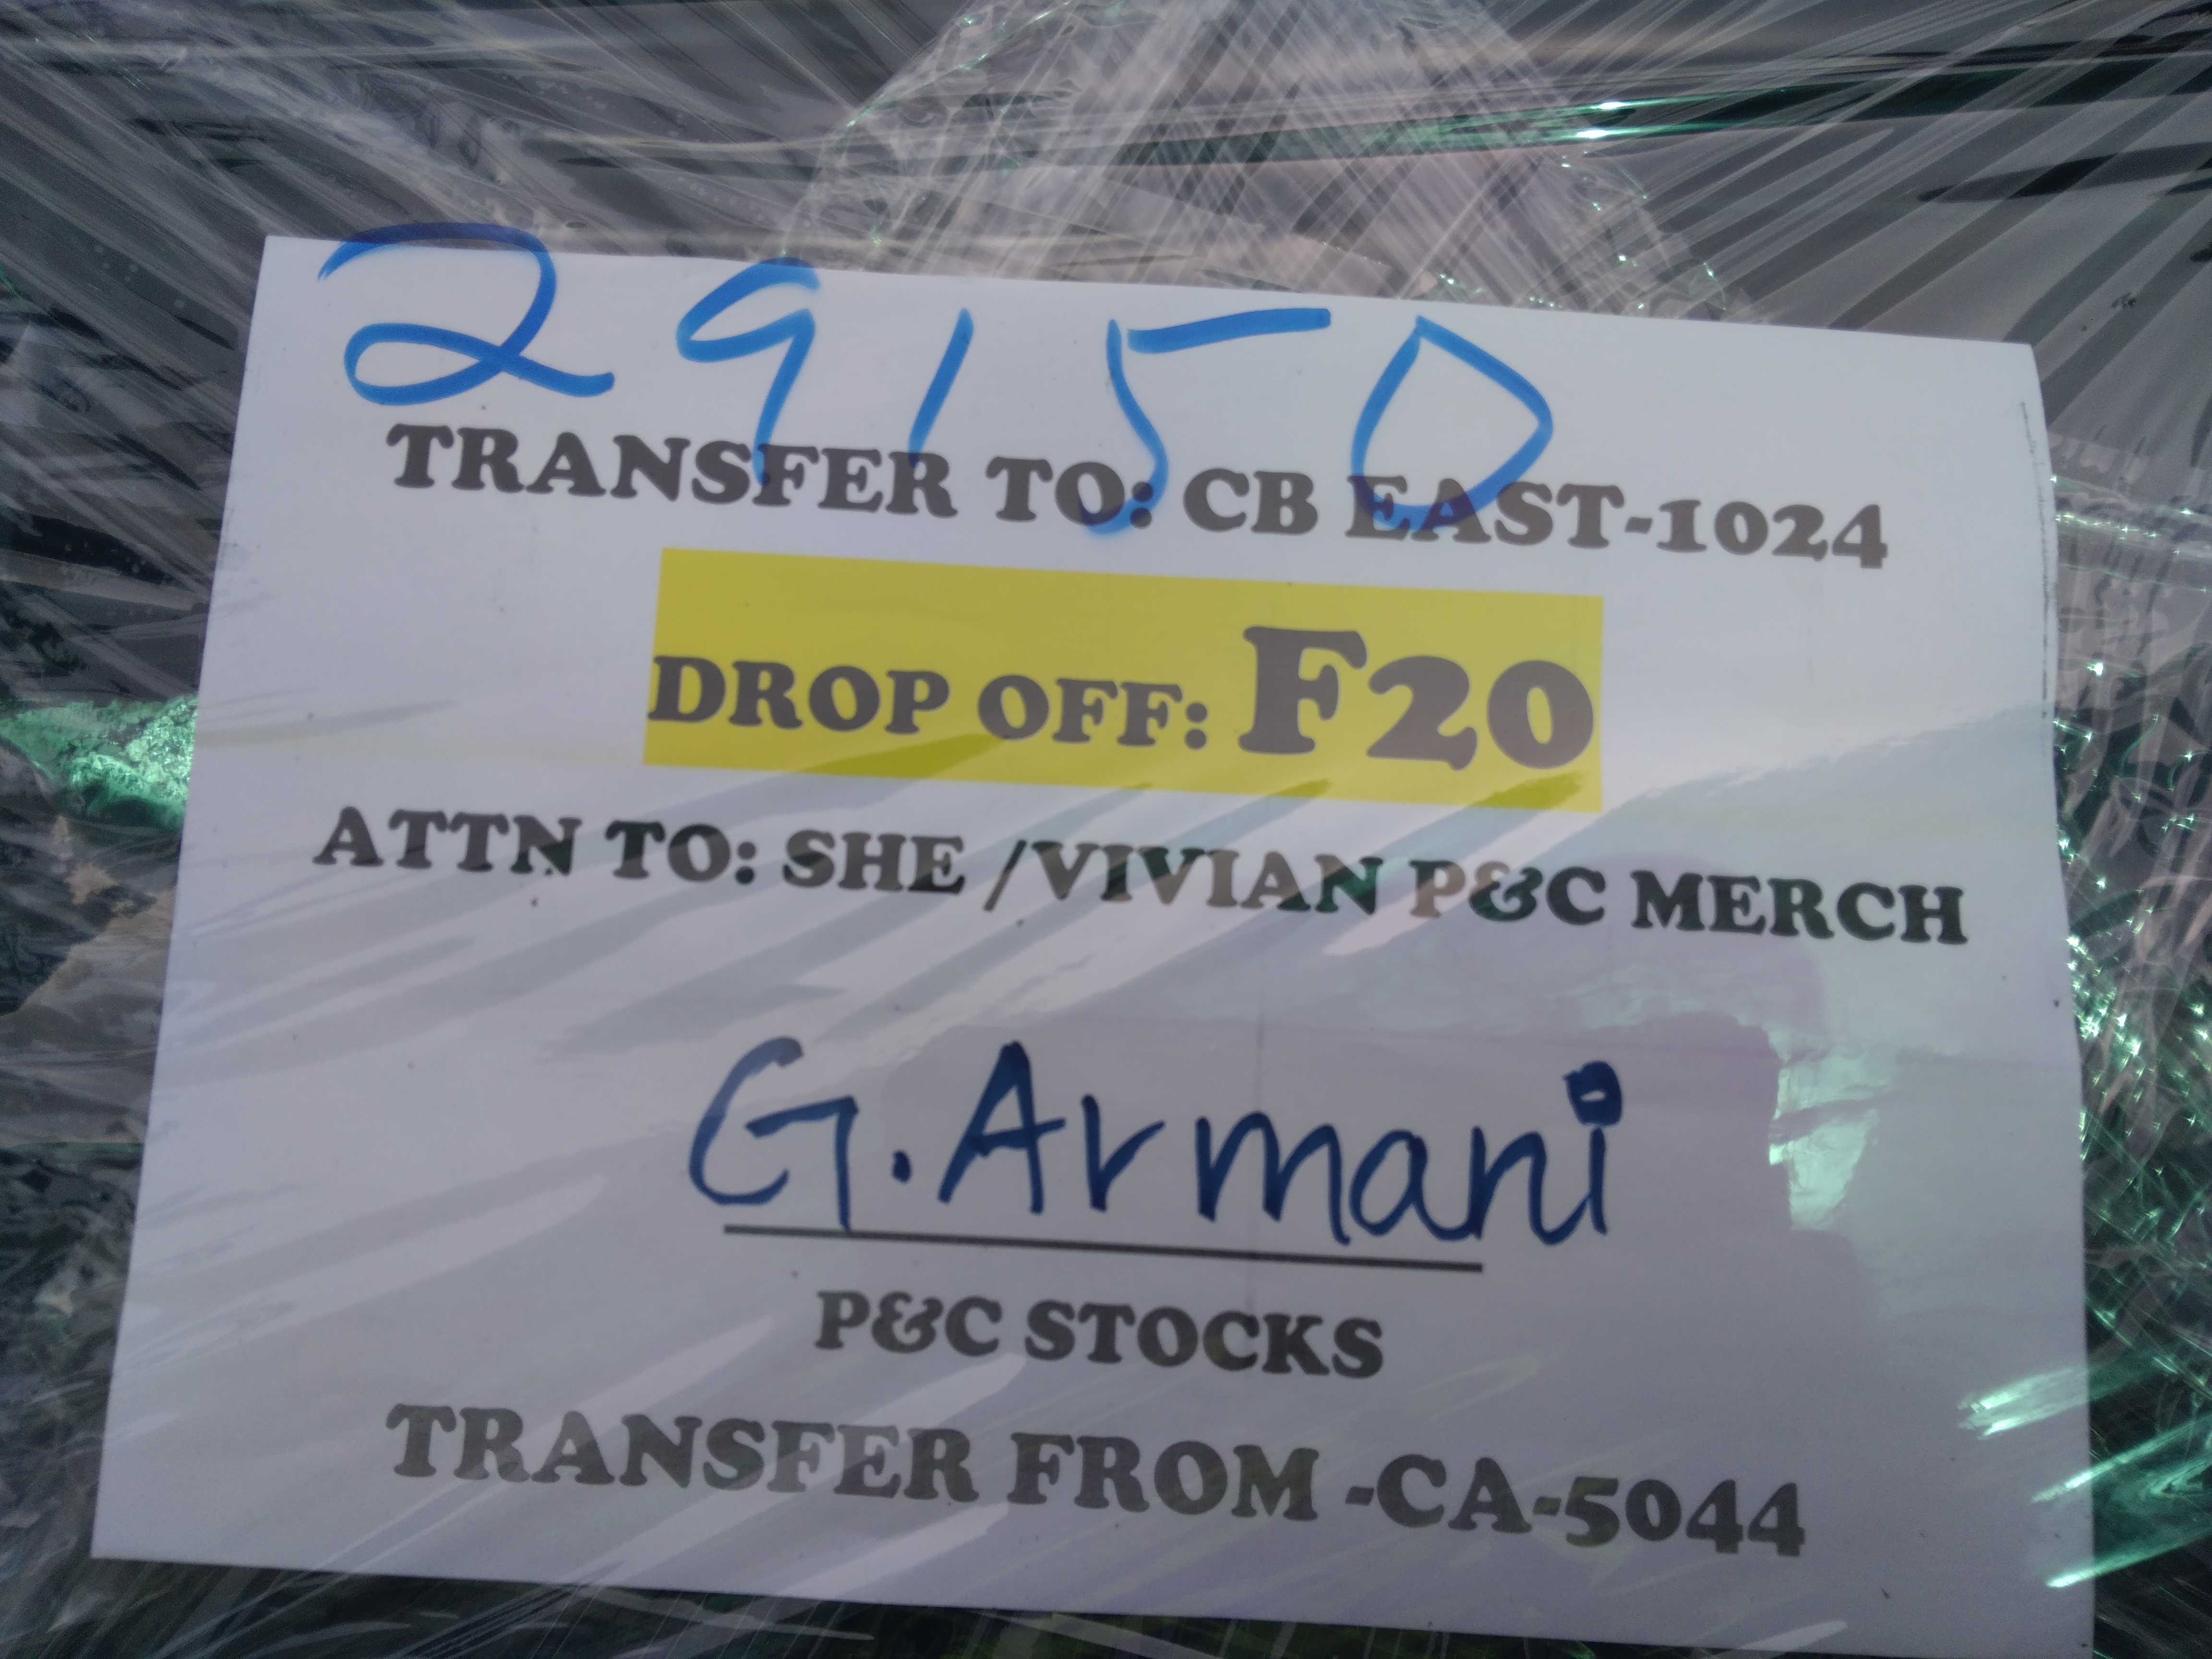 29150
TRANSFER TO: CB EAST-1024
DROP OFF: F20
ATTN TO: SHE /VIVIAN P&C MERCH
G. Armani
P&C STOCKS
TRANSFER FROM -CA-5044